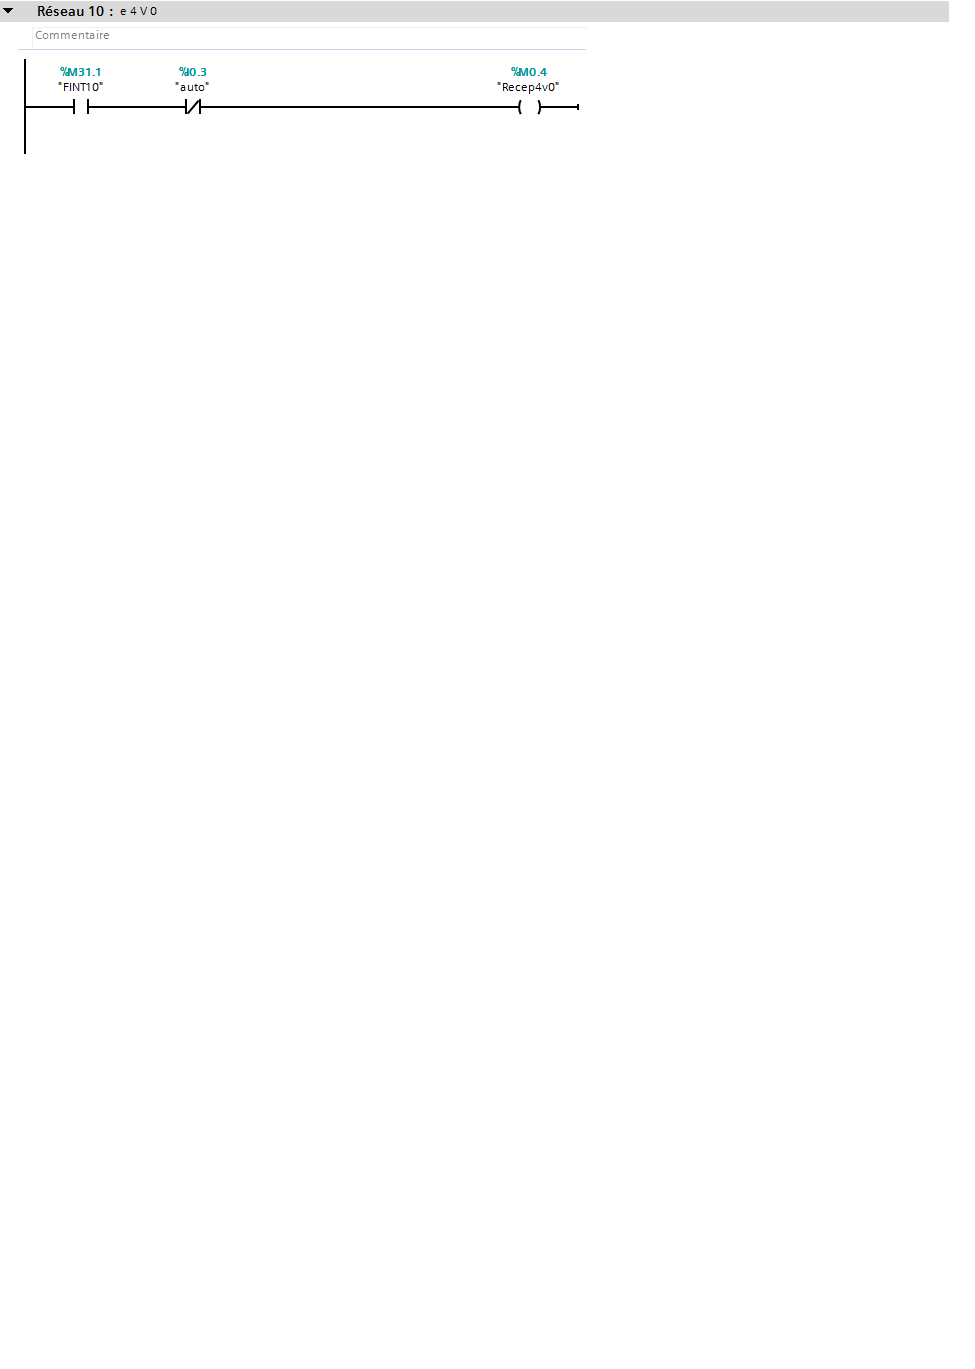 Réseau 10 : e 4 V 0
Commentaire
%M31.1 %I0.3 %M0.4
"FINT10" "auto" "Recep4v0"